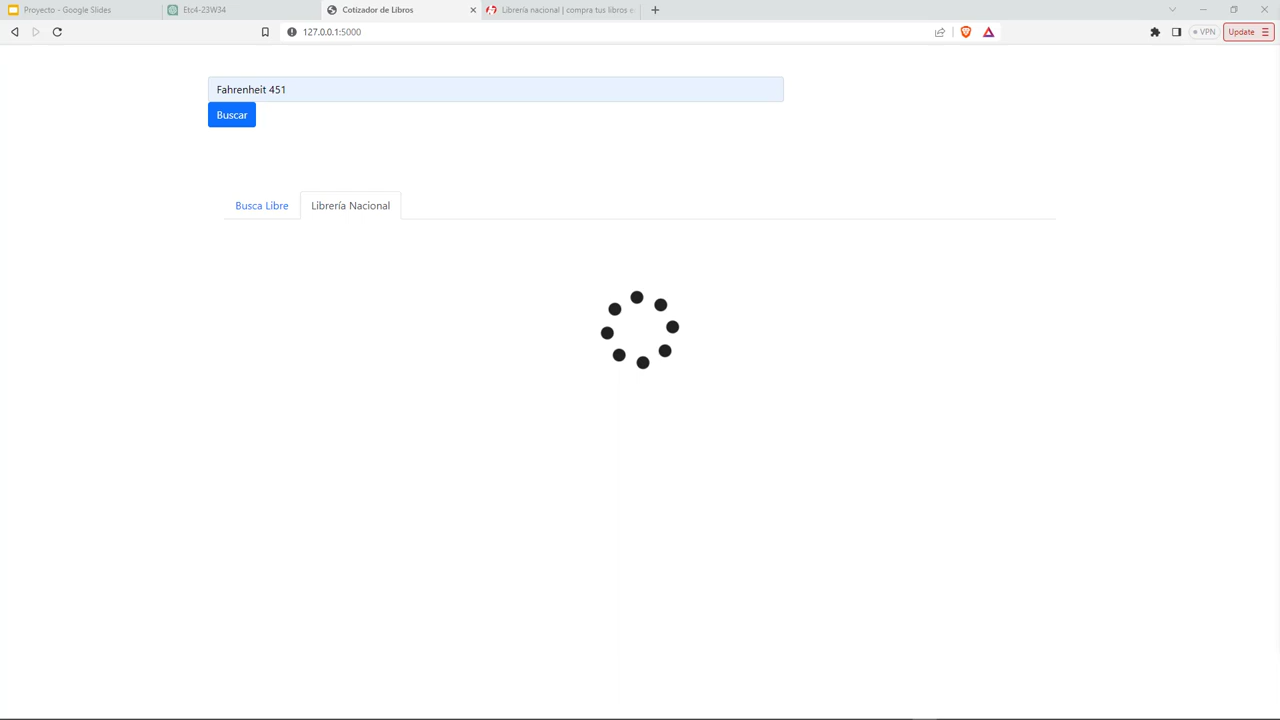 Proyecto - Google Slides
Etc4-23W34
Cotizador de Libros
Librería nacional | compra tus libros e
127.0.0.1:5000
VPN
Update
Fahrenheit 451
Buscar
Busca Libre
Librería Nacional